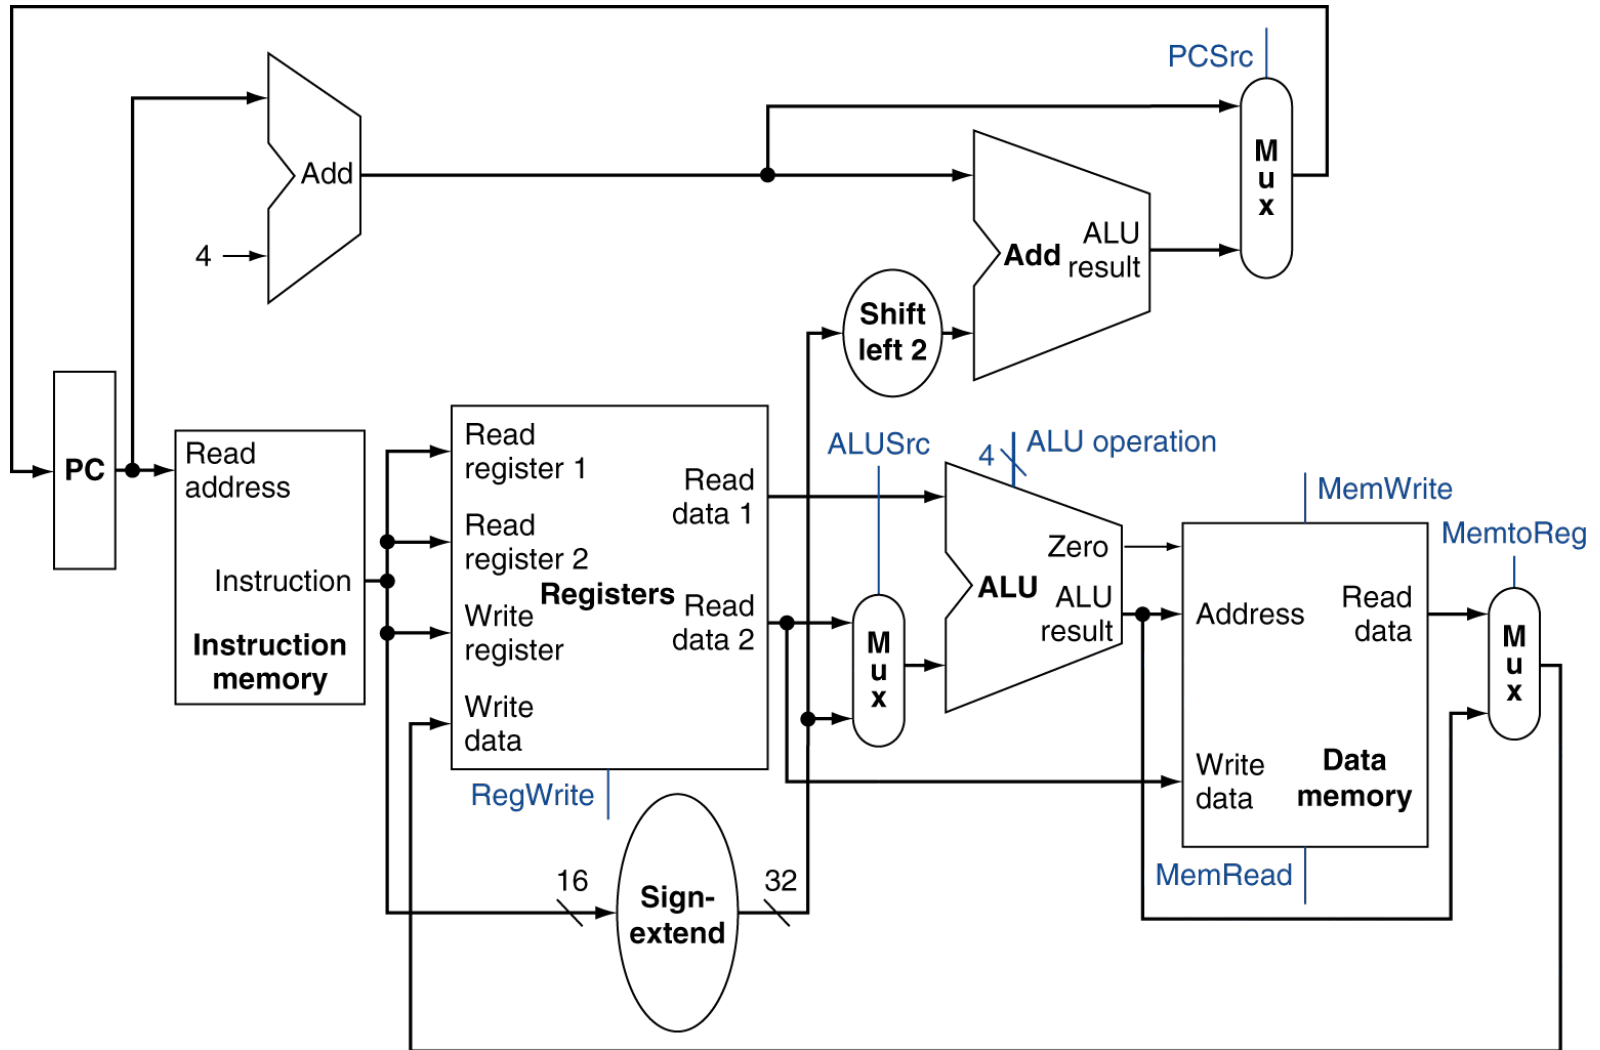 PCSrc
M
u
x
Add
4
ALU
Add result
Shift
left 2
PC
Read
address
Instruction
Instruction
memory
Read
register 1
Read
register 2
Write
register
Write
data
Registers
Read
data 1
Read
data 2
RegWrite
16
Sign-
extend
32
ALUSrc
M
u
x
4
ALU operation
Zero
ALU
ALU
result
MemWrite
Address
Read
data
Write
data
Data
memory
MemRead
MemtoReg
M
u
x